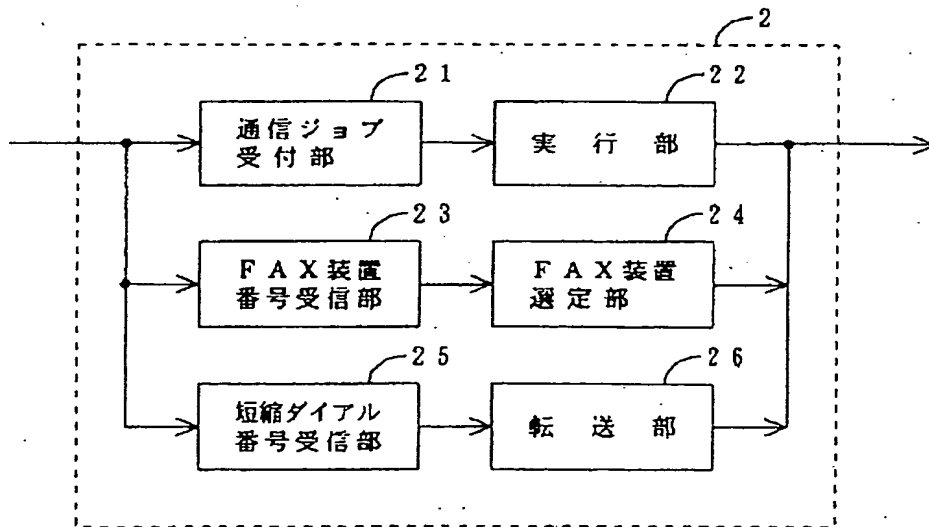 2
21
22
通信ジョブ
受付部
実行部
23
24
FAX装置
番号受信部
FAX装置
選定部
25
26
短縮ダイアル
番号受信部
転送部